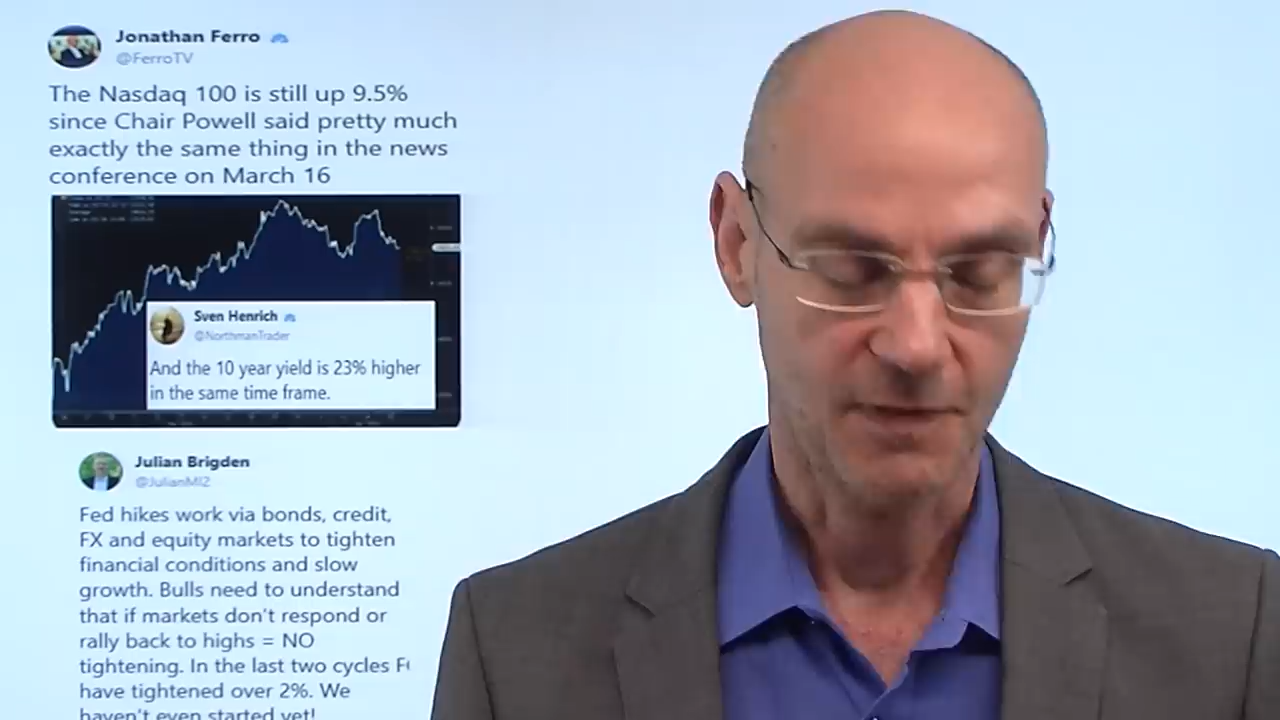 Jonathan Ferro
@FerroTV
The Nasdaq 100 is still up 9.5%
since Chair Powell said pretty much
exactly the same thing in the news
conference on March 16
Sven Henrich
@NorthmanTrader
And the 10 year yield is 23% higher
in the same time frame.
Julian Brigden
@JulianMI2
Fed hikes work via bonds, credit,
FX and equity markets to tighten
financial conditions and slow
growth. Bulls need to understand
that if markets don't respond or
rally back to highs = NO
tightening. In the last two cycles
have tightened over 2%. We
haven't even started yet!